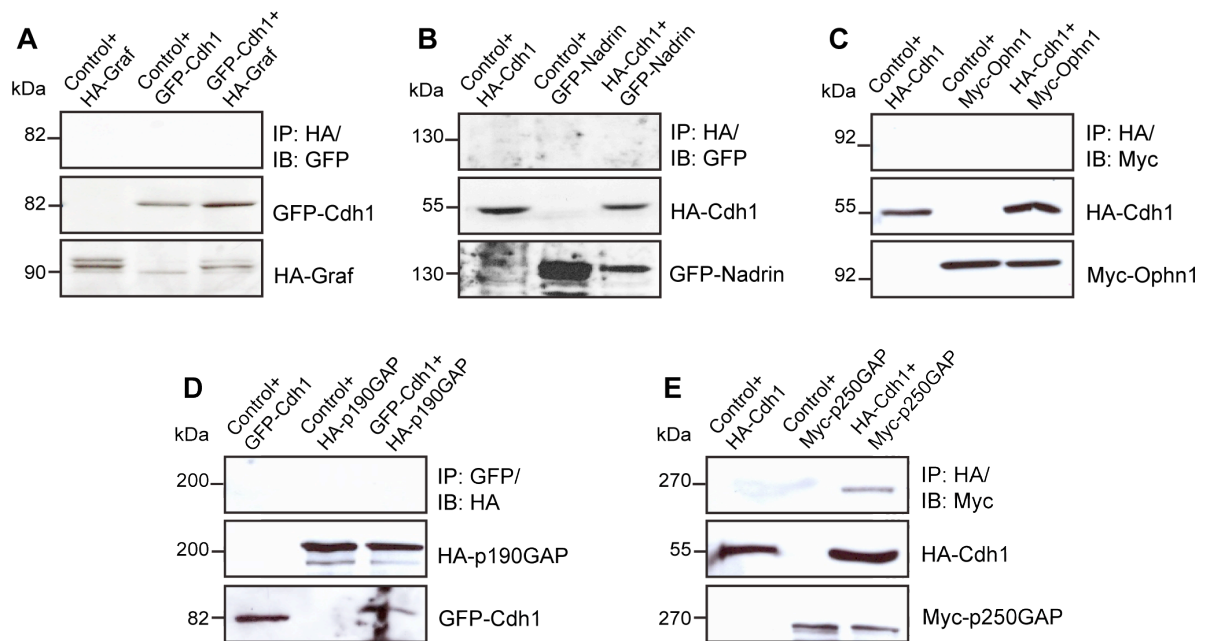 A
Control+
HA-Graf
Control+
GFP-Cdh1
GFP-Cdh1+
HA-Graf
kDa
82
IP: HA/
IB: GFP
82
GFP-Cdh1
90
HA-Graf
B
Control+
HA-Cdh1
Control+
GFP-Nadrin
HA-Cdh1+
GFP-Nadrin
kDa
130
IP: HA/
IB: GFP
55
HA-Cdh1
130
GFP-Nadrin
C
Control+
HA-Cdh1
Control+
Myc-Ophn1
HA-Cdh1+
Myc-Ophn1
kDa
92
IP: HA/
IB: Myc
55
HA-Cdh1
92
Myc-Ophn1
D
Control+
GFP-Cdh1
Control+
HA-p190GAP
GFP-Cdh1+
HA-p190GAP
kDa
200
IP: GFP/
IB: HA
200
HA-p190GAP
82
GFP-Cdh1
E
Control+
HA-Cdh1
Control+
Myc-p250GAP
HA-Cdh1+
Myc-p250GAP
kDa
270
IP: HA/
IB: Myc
55
HA-Cdh1
270
Myc-p250GAP